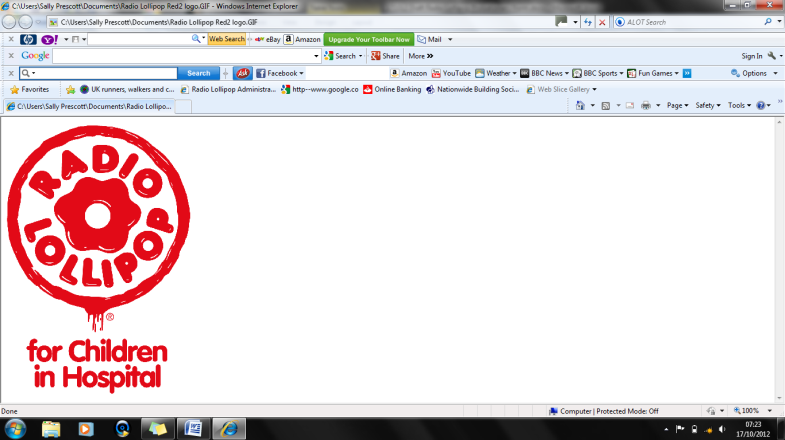 C:\Users\Sally Prescott\Documents\Radio Lollipop Red2 logo.GIF - Windows Internet Explorer
C:\Users\Sally Prescott\Documents\Radio Lollipop Red2 logo.GIF
ALOT Search
hp Y! Web Search eBay Amazon Upgrade Your Toolbar Now Mail
Google Search Share More » Sign In
Search Ask Facebook Amazon YouTube Weather BBC News BBC Sports Fun Games Options
Favorites UK runners, walkers and c... Radio Lollipop Administra... http--www.google.co Online Banking Nationwide Building Soci... Web Slice Gallery
C:\Users\Sally Prescott\Documents\Radio Lollipo... Page Safety Tools
RADIO
LOLLIPOP
®
for Children
in Hospital
Done Computer | Protected Mode: Off 100%
07:23
17/10/2012